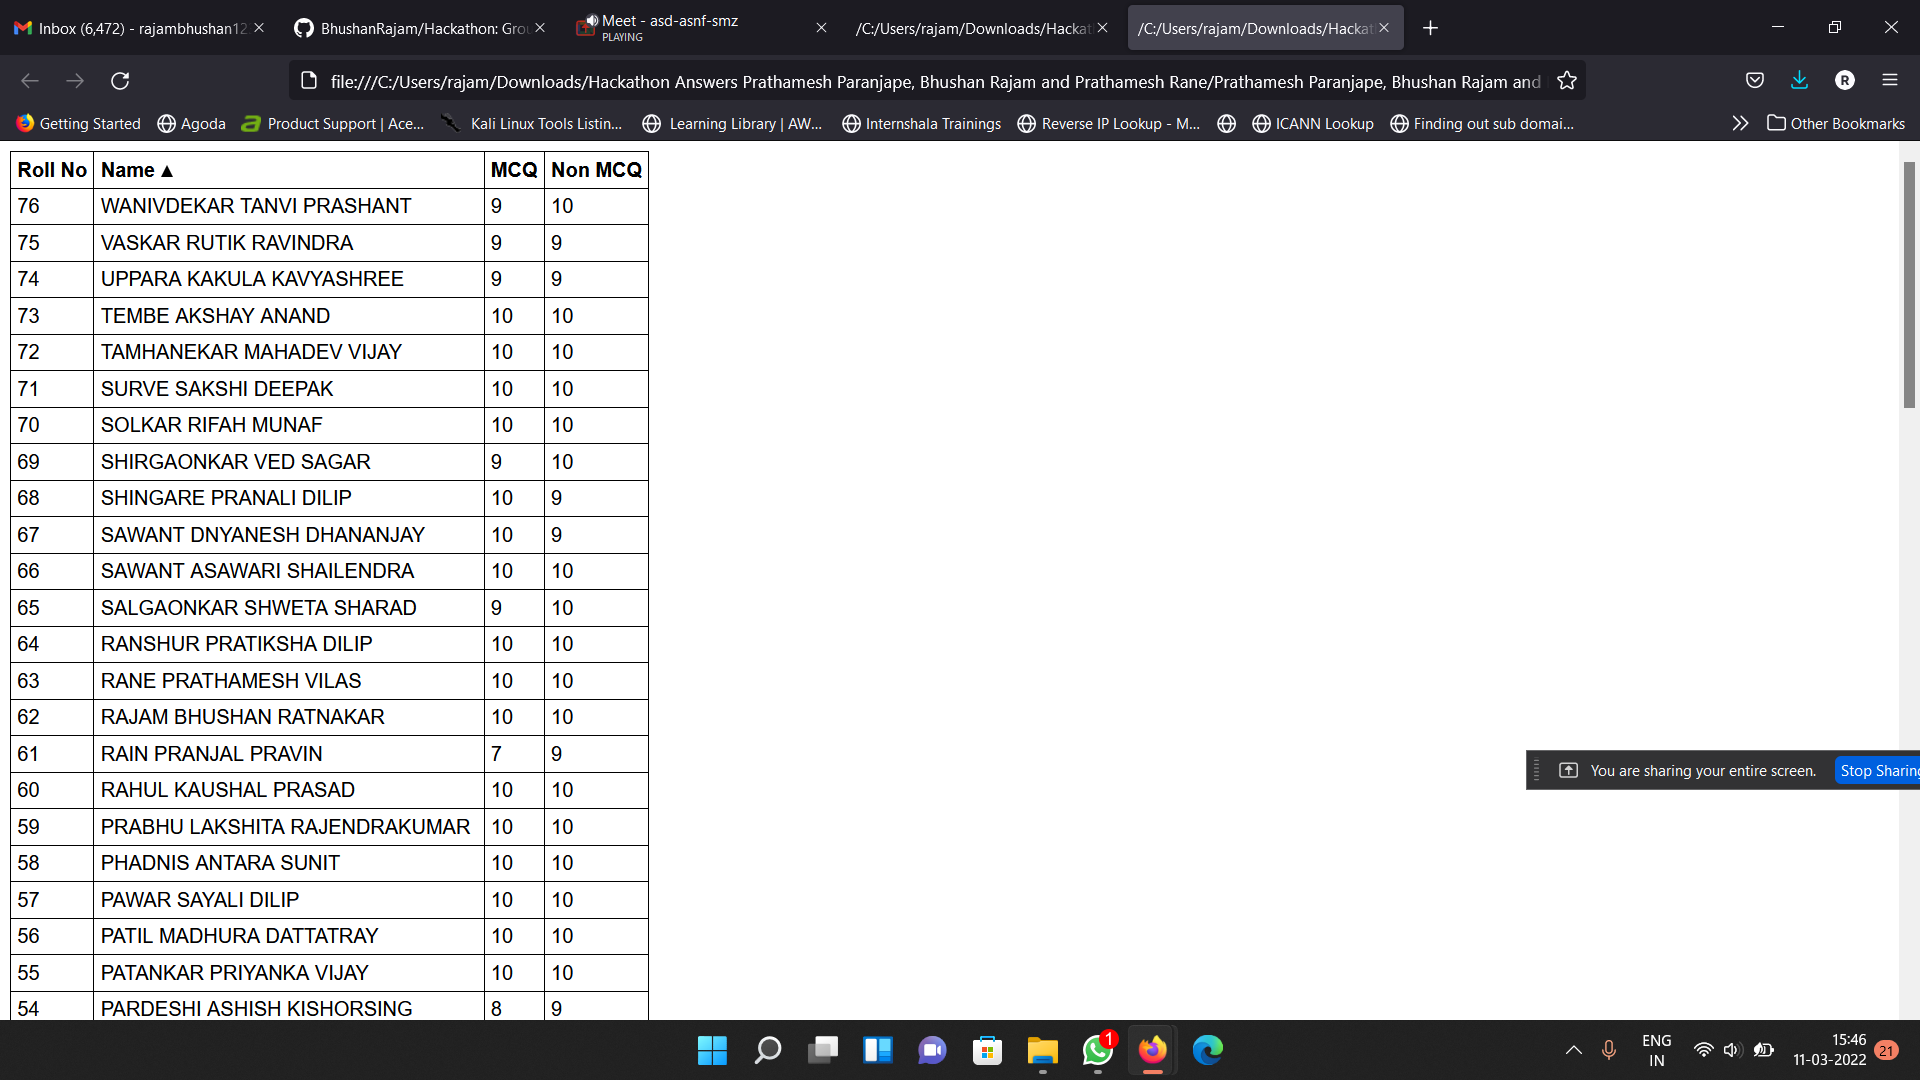 Inbox (6,472) - rajambhushan12
BhushanRajam/Hackathon: Grou
Meet - asd-asnf-smz
PLAYING
/C:/Users/rajam/Downloads/Hackat
/C:/Users/rajam/Downloads/Hackat
file:///C:/Users/rajam/Downloads/Hackathon Answers Prathamesh Paranjape, Bhushan Rajam and Prathamesh Rane/Prathamesh Paranjape, Bhushan Rajam and
R
Getting Started
Agoda
Product Support | Ace...
Kali Linux Tools Listin...
Learning Library | AW...
Internshala Trainings
Reverse IP Lookup - M...
ICANN Lookup
Finding out sub domai...
Other Bookmarks
Roll No Name ▲ MCQ Non MCQ
76 WANIVDEKAR TANVI PRASHANT 9 10
75 VASKAR RUTIK RAVINDRA 9 9
74 UPPARA KAKULA KAVYASHREE 9 9
73 TEMBE AKSHAY ANAND 10 10
72 TAMHANEKAR MAHADEV VIJAY 10 10
71 SURVE SAKSHI DEEPAK 10 10
70 SOLKAR RIFAH MUNAF 10 10
69 SHIRGAONKAR VED SAGAR 9 10
68 SHINGARE PRANALI DILIP 10 9
67 SAWANT DNYANESH DHANANJAY 10 9
66 SAWANT ASAWARI SHAILENDRA 10 10
65 SALGAONKAR SHWETA SHARAD 9 10
64 RANSHUR PRATIKSHA DILIP 10 10
63 RANE PRATHAMESH VILAS 10 10
62 RAJAM BHUSHAN RATNAKAR 10 10
61 RAIN PRANJAL PRAVIN 7 9
60 RAHUL KAUSHAL PRASAD 10 10
59 PRABHU LAKSHITA RAJENDRAKUMAR 10 10
58 PHADNIS ANTARA SUNIT 10 10
57 PAWAR SAYALI DILIP 10 10
56 PATIL MADHURA DATTATRAY 10 10
55 PATANKAR PRIYANKA VIJAY 10 10
54 PARDESHI ASHISH KISHORSING 8 9
You are sharing your entire screen.
Stop Sharing
1
ENG
IN
15:46
11-03-2022
21